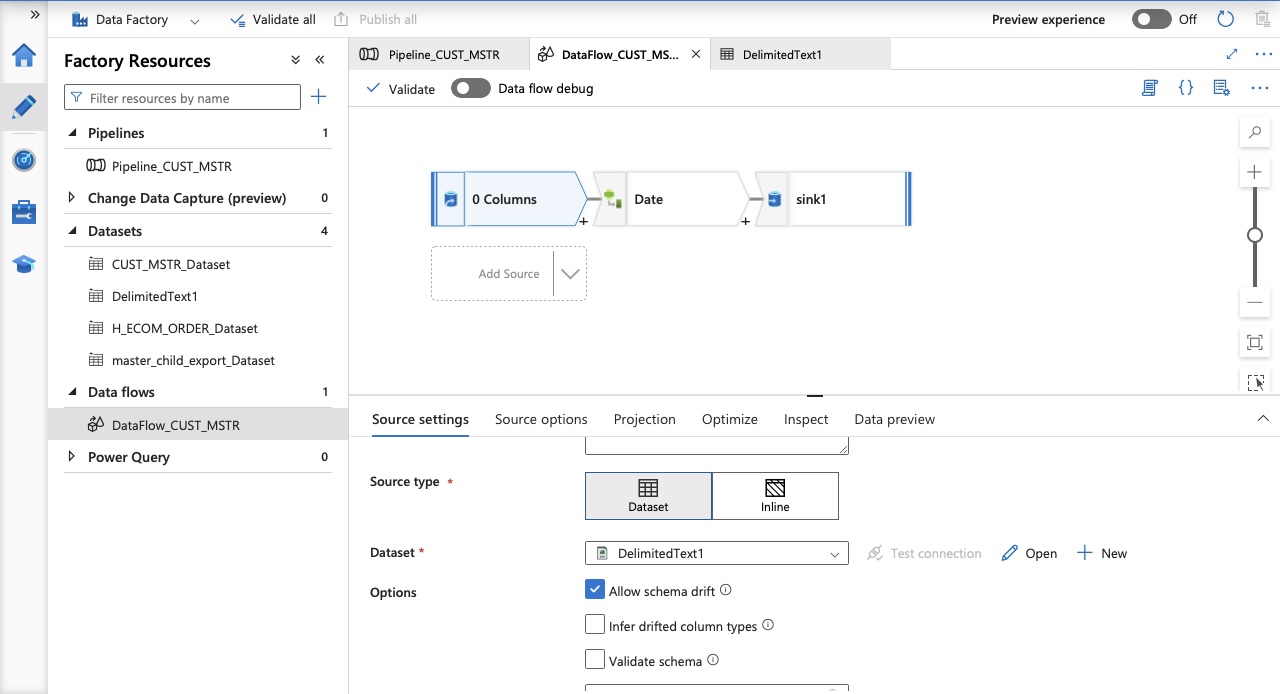 Data Factory
Validate all
Publish all
Preview experience
Off
Factory Resources
Filter resources by name
Pipelines 1
Pipeline_CUST_MSTR
Change Data Capture (preview) 0
Datasets 4
CUST_MSTR_Dataset
DelimitedText1
H_ECOM_ORDER_Dataset
master_child_export_Dataset
Data flows 1
DataFlow_CUST_MSTR
Power Query 0
Pipeline_CUST_MSTR
DataFlow_CUST_MS...
DelimitedText1
Validate
Data flow debug
0 Columns
Date
sink1
Add Source
Source settings
Source options
Projection
Optimize
Inspect
Data preview
Source type *
Dataset
Inline
Dataset *
DelimitedText1
Test connection
Open
New
Options
Allow schema drift
Infer drifted column types
Validate schema